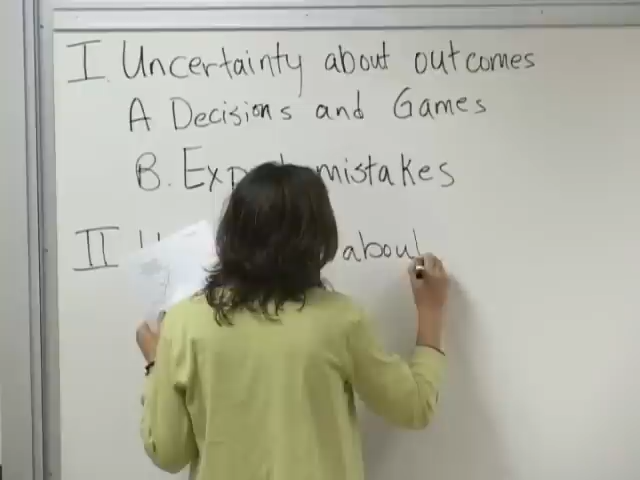 I. Uncertainty about outcomes
A Decisions and Games
B. mistakes
II about